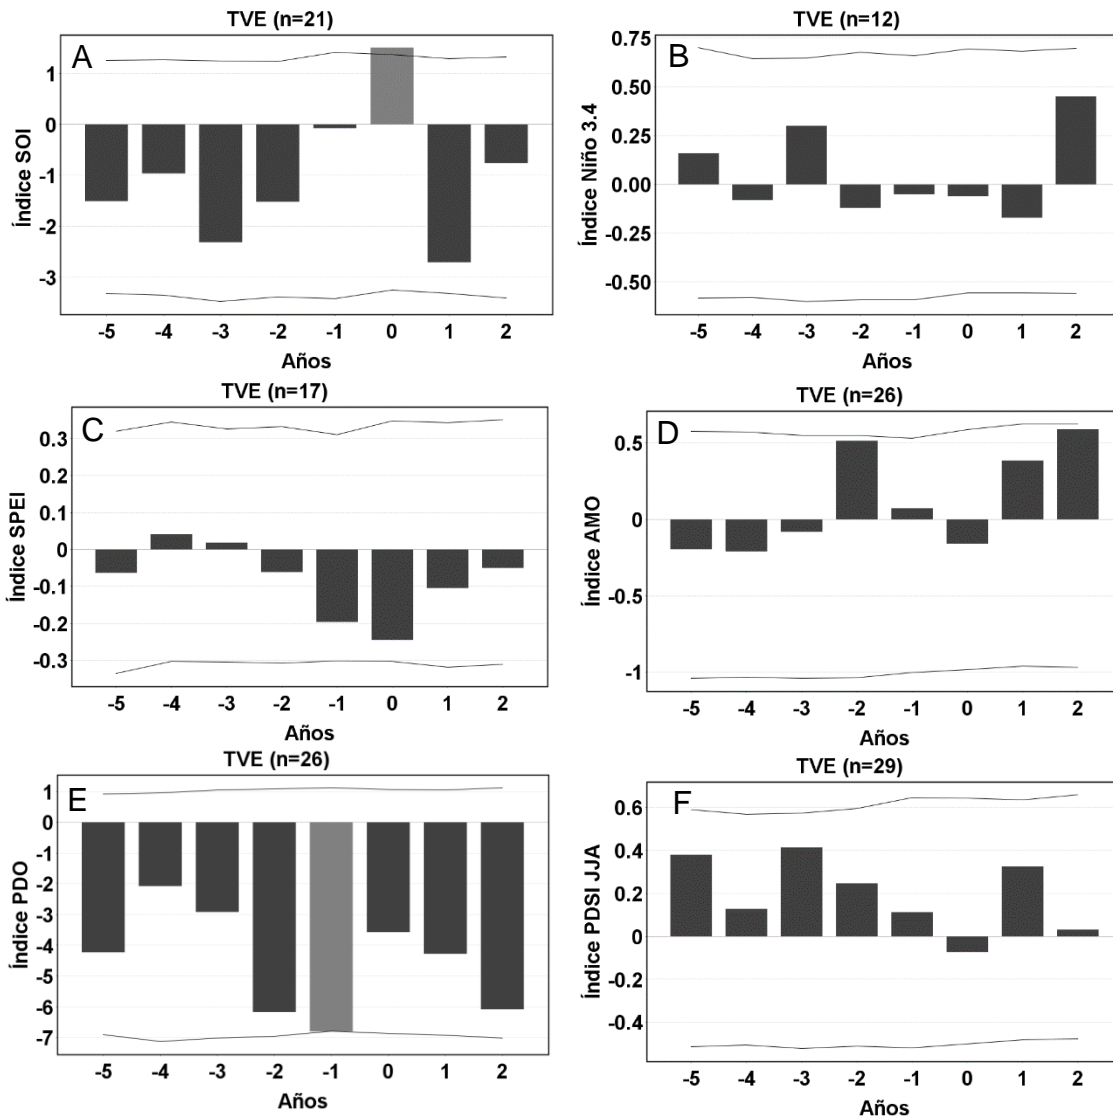 TVE (n=21)
A
Índice SOI
1
0
-1
-2
-3
-5 -4 -3 -2 -1 0 1 2
Años
TVE (n=12)
B
Índice Niño 3.4
0.75
0.50
0.25
0.00
-0.25
-0.50
-5 -4 -3 -2 -1 0 1 2
Años
TVE (n=17)
C
Índice SPEI
0.3
0.2
0.1
0
-0.1
-0.2
-0.3
-5 -4 -3 -2 -1 0 1 2
Años
TVE (n=26)
D
Índice AMO
0.5
0
-0.5
-1
-5 -4 -3 -2 -1 0 1 2
Años
TVE (n=26)
E
Índice PDO
1
0
-1
-2
-3
-4
-5
-6
-7
-5 -4 -3 -2 -1 0 1 2
Años
TVE (n=29)
F
Índice PDSI JJA
0.6
0.4
0.2
0
-0.2
-0.4
-5 -4 -3 -2 -1 0 1 2
Años